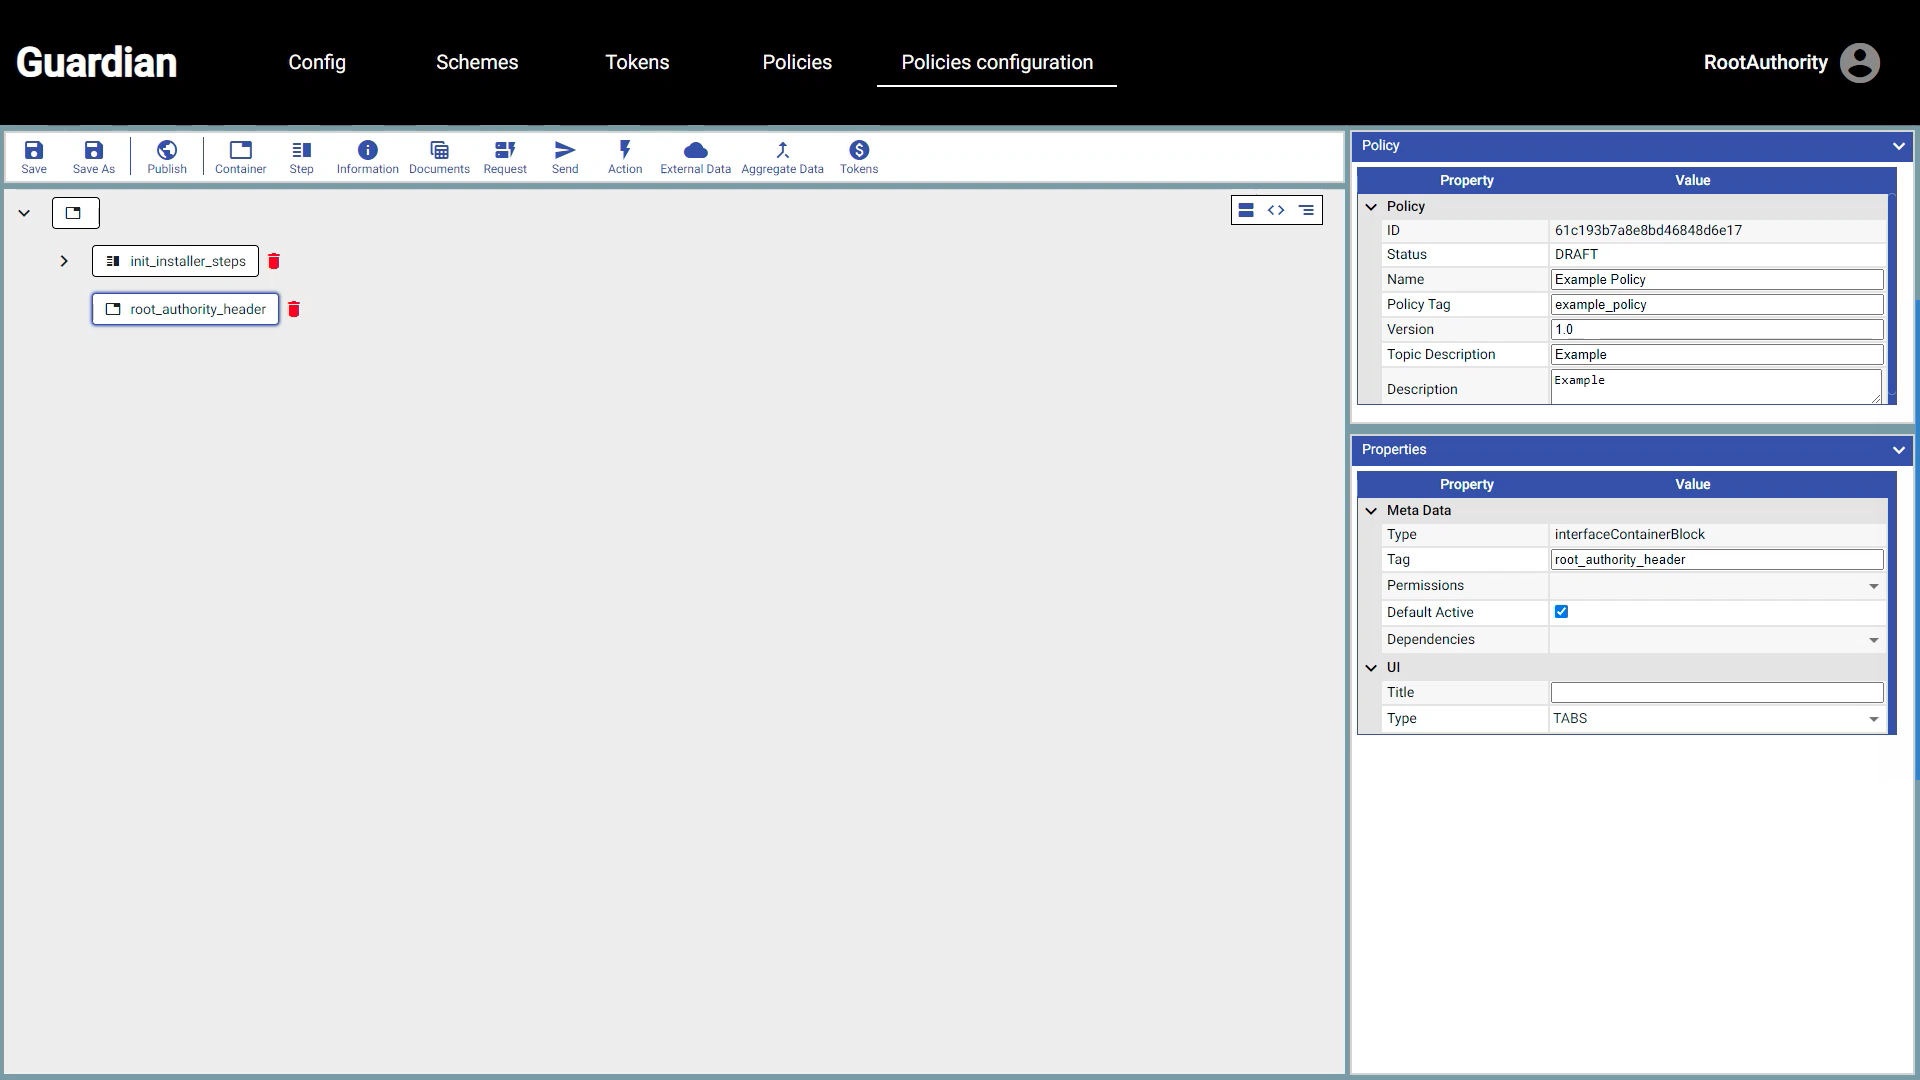 Guardian
Config
Schemes
Tokens
Policies
Policies configuration
RootAuthority
Save
Save As
Publish
Container
Step
Information
Documents
Request
Send
Action
External Data
Aggregate Data
Tokens
init_installer_steps
root_authority_header
Policy
Property Value
Policy
ID 61c193b7a8e8bd46848d6e17
Status DRAFT
Name Example Policy
Policy Tag example_policy
Version 1.0
Topic Description Example
Description Example
Properties
Property Value
Meta Data
Type interfaceContainerBlock
Tag root_authority_header
Permissions
Default Active
Dependencies
UI
Title
Type TABS